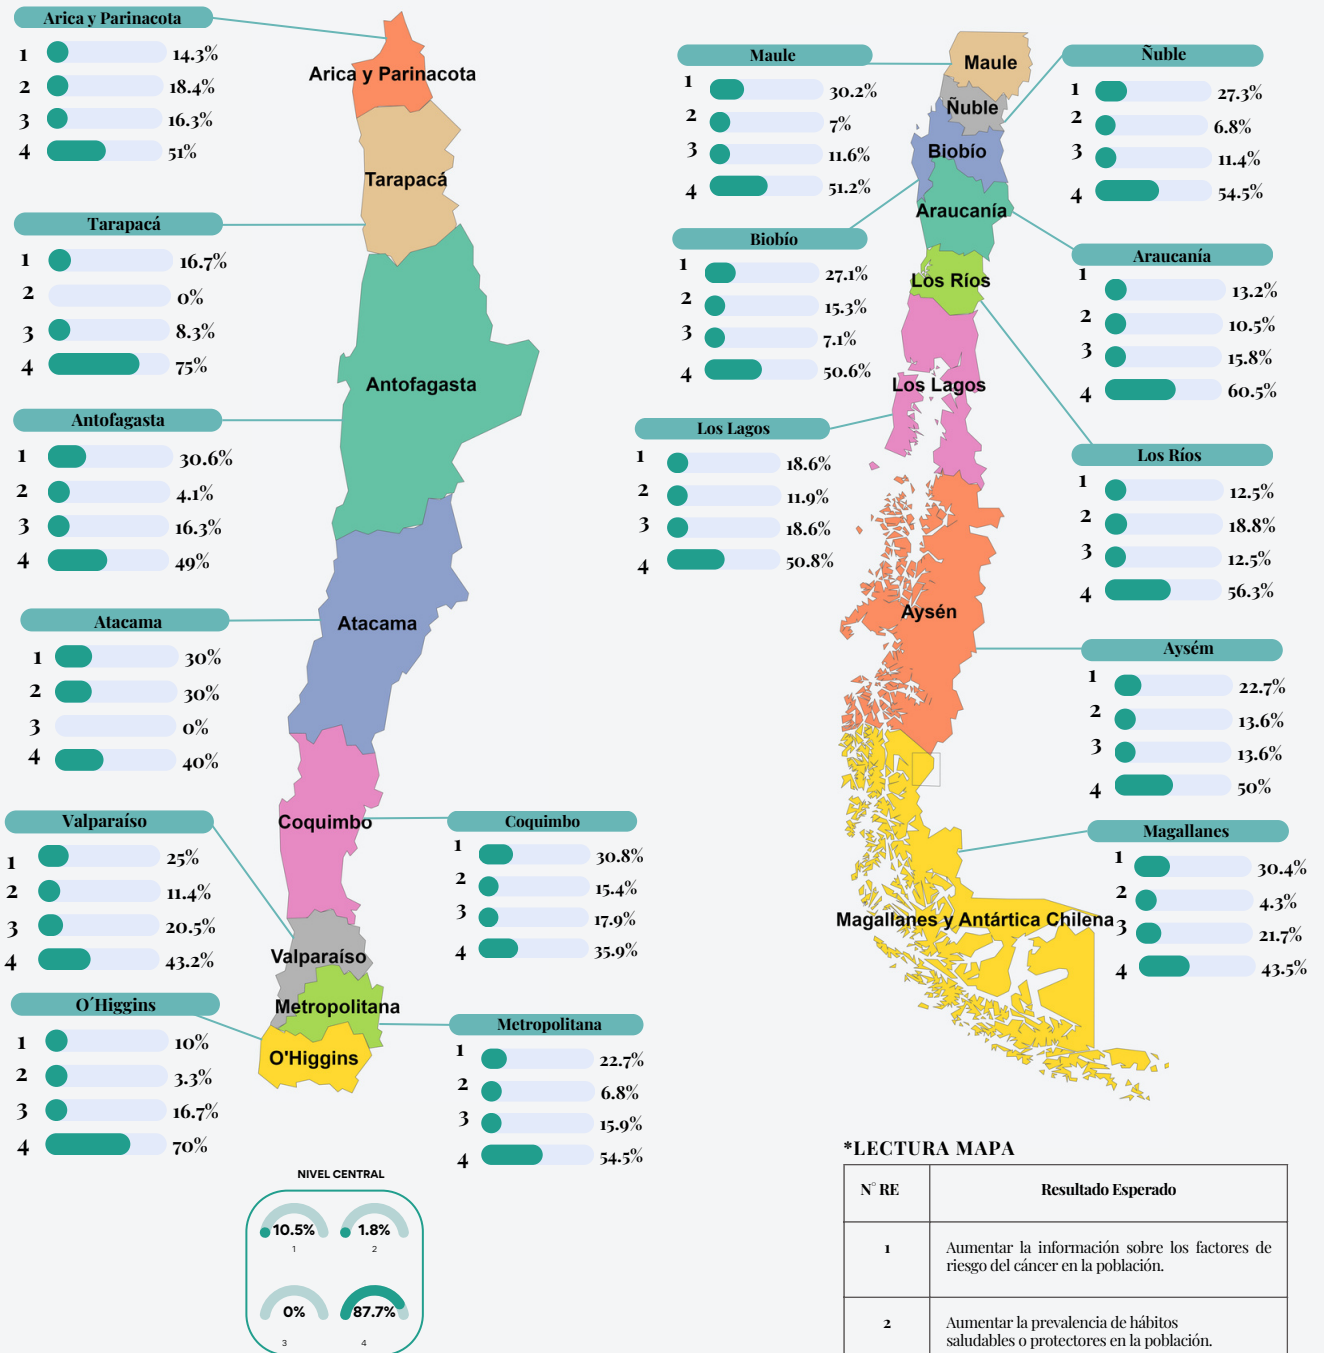 Arica y Parinacota
1 14.3%
2 18.4%
3 16.3%
4 51%
Tarapacá
1 16.7%
2 0%
3 8.3%
4 75%
Antofagasta
1 30.6%
2 4.1%
3 16.3%
4 49%
Atacama
1 30%
2 30%
3 0%
4 40%
Valparaíso
1 25%
2 11.4%
3 20.5%
4 43.2%
O´Higgins
1 10%
2 3.3%
3 16.7%
4 70%
Arica y Parinacota
Tarapacá
Antofagasta
Atacama
Coquimbo
Valparaíso
Metropolitana
O'Higgins
Coquimbo
1 30.8%
2 15.4%
3 17.9%
4 35.9%
Metropolitana
1 22.7%
2 6.8%
3 15.9%
4 54.5%
NIVEL CENTRAL
10.5%
1
1.8%
2
0%
3
87.7%
4
Maule
1 30.2%
2 7%
3 11.6%
4 51.2%
Biobío
1 27.1%
2 15.3%
3 7.1%
4 50.6%
Los Lagos
1 18.6%
2 11.9%
3 18.6%
4 50.8%
Maule
Ñuble
Biobío
Araucanía
Los Ríos
Los Lagos
Aysén
Magallanes y Antártica Chilena
Ñuble
1 27.3%
2 6.8%
3 11.4%
4 54.5%
Araucanía
1 13.2%
2 10.5%
3 15.8%
4 60.5%
Los Ríos
1 12.5%
2 18.8%
3 12.5%
4 56.3%
Aysém
1 22.7%
2 13.6%
3 13.6%
4 50%
Magallanes
1 30.4%
2 4.3%
3 21.7%
4 43.5%
*LECTURA MAPA
N° RE Resultado Esperado
1 Aumentar la información sobre los factores de
riesgo del cáncer en la población.
2 Aumentar la prevalencia de hábitos
saludables o protectores en la población.